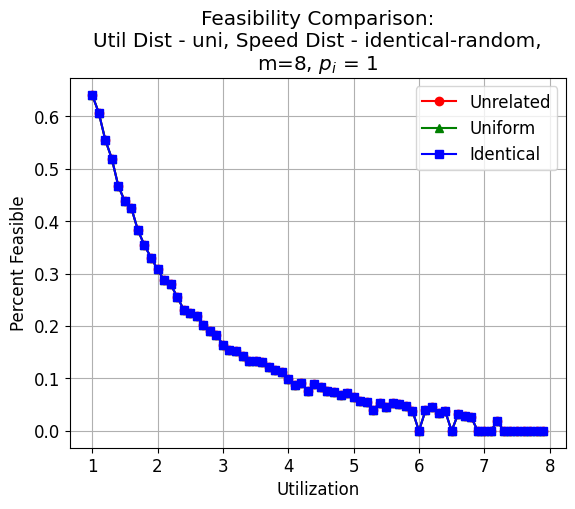 Feasibility Comparison:
Util Dist - uni, Speed Dist - identical-random,
m=8, $p_i$ = 1
Unrelated
Uniform
Identical
Percent Feasible
0.6
0.5
0.4
0.3
0.2
0.1
0.0
1 2 3 4 5 6 7 8
Utilization